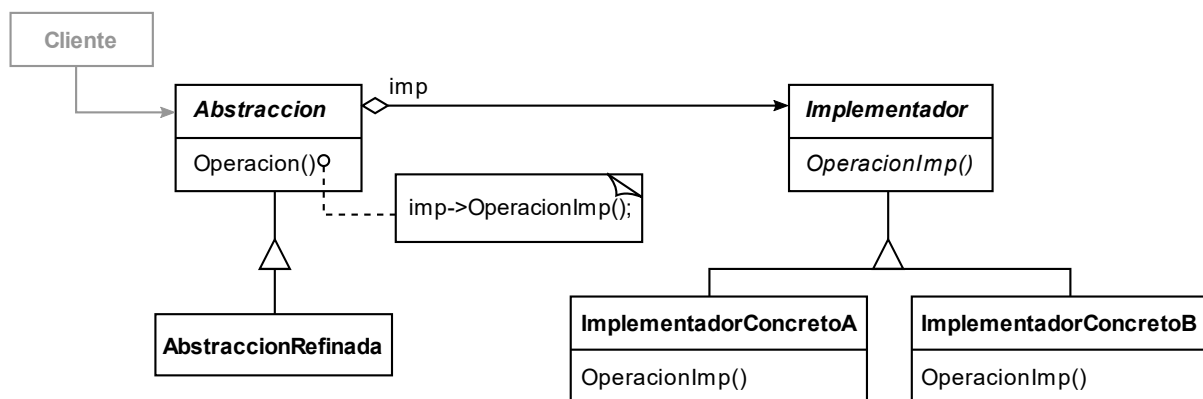 Cliente
imp
Abstraccion
Implementador
Operacion()
OperacionImp()
imp->OperacionImp();
AbstraccionRefinada
ImplementadorConcretoA
ImplementadorConcretoB
OperacionImp()
OperacionImp()